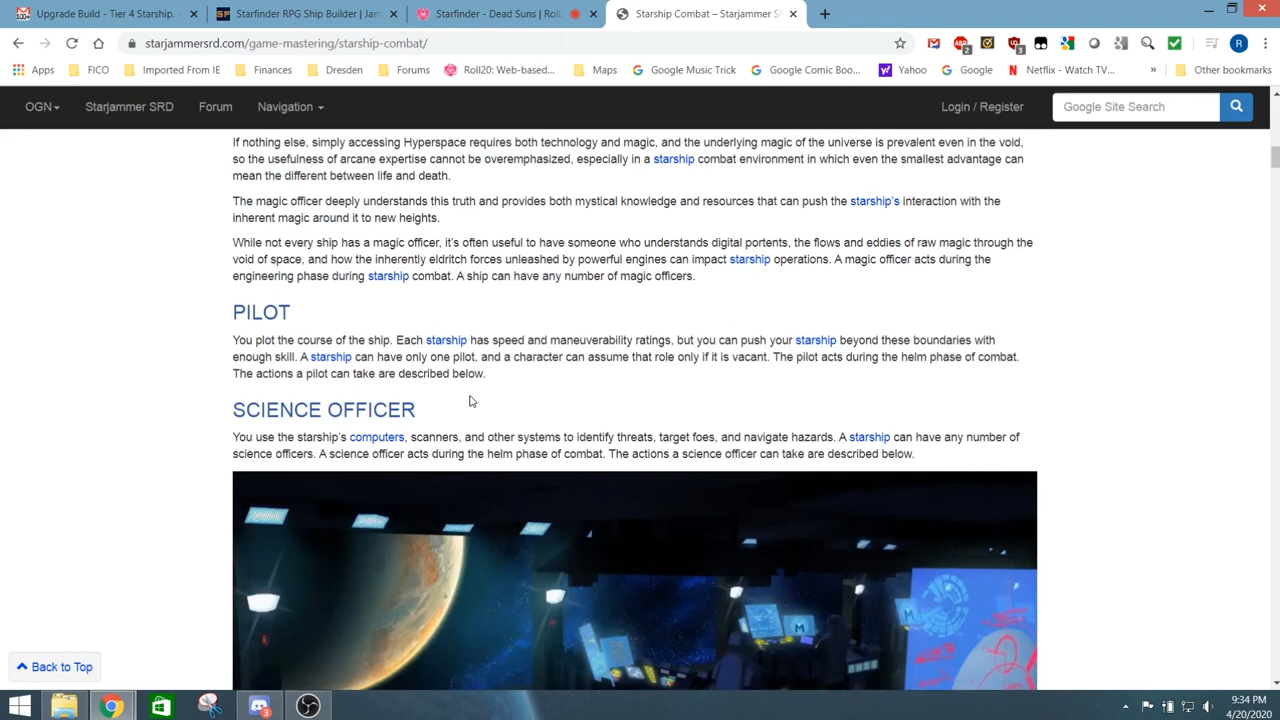 Upgrade Build - Tier 4 Starship.
Starfinder RPG Ship Builder | Jam
Starfinder - Dead Suns | Roll
Starship Combat – Starjammer S
starjammersrd.com/game-mastering/starship-combat/
Apps
FICO
Imported From IE
Finances
Dresden
Forums
Roll20: Web-based...
Maps
Google Music Trick
Google Comic Boo...
Yahoo
Google
Netflix - Watch TV...
»
Other bookmarks
OGN
Starjammer SRD
Forum
Navigation
Login / Register
Google Site Search
If nothing else, simply accessing Hyperspace requires both technology and magic, and the underlying magic of the universe is prevalent even in the void,
so the usefulness of arcane expertise cannot be overemphasized, especially in a starship combat environment in which even the smallest advantage can
mean the different between life and death.
The magic officer deeply understands this truth and provides both mystical knowledge and resources that can push the starship's interaction with the
inherent magic around it to new heights.
While not every ship has a magic officer, it's often useful to have someone who understands digital portents, the flows and eddies of raw magic through the
void of space, and how the inherently eldritch forces unleashed by powerful engines can impact starship operations. A magic officer acts during the
engineering phase during starship combat. A ship can have any number of magic officers.
PILOT
You plot the course of the ship. Each starship has speed and maneuverability ratings, but you can push your starship beyond these boundaries with
enough skill. A starship can have only one pilot, and a character can assume that role only if it is vacant. The pilot acts during the helm phase of combat.
The actions a pilot can take are described below.
SCIENCE OFFICER
You use the starship's computers, scanners, and other systems to identify threats, target foes, and navigate hazards. A starship can have any number of
science officers. A science officer acts during the helm phase of combat. The actions a science officer can take are described below.
M
Back to Top
9:34 PM
4/20/2020